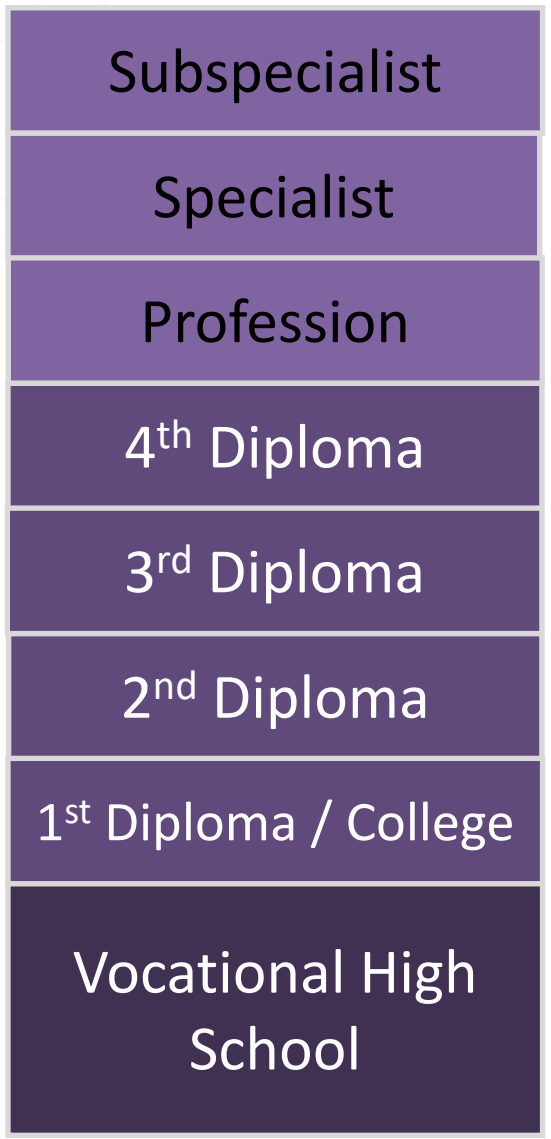 Subspecialist
Specialist
Profession
4th Diploma
3rd Diploma
2nd Diploma
1st Diploma / College
Vocational High
School